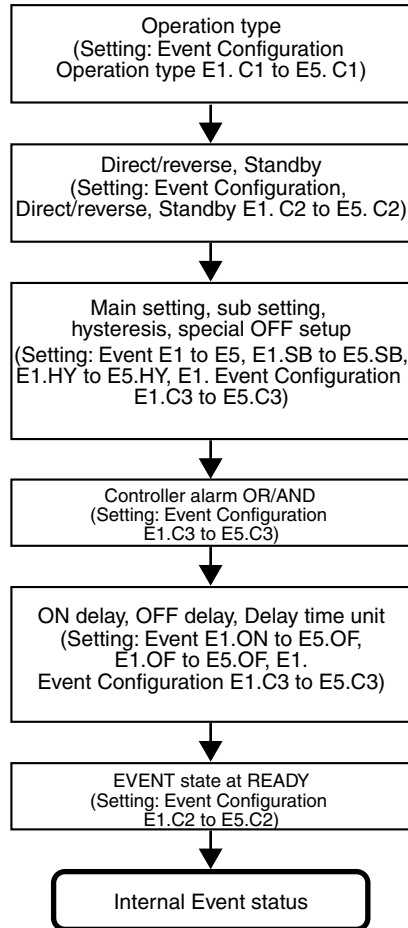 Operation type
(Setting: Event Configuration
Operation type E1. C1 to E5. C1)
Direct/reverse, Standby
(Setting: Event Configuration,
Direct/reverse, Standby E1. C2 to E5. C2)
Main setting, sub setting,
hysteresis, special OFF setup
(Setting: Event E1 to E5, E1.SB to E5.SB,
E1.HY to E5.HY, E1. Event Configuration
E1.C3 to E5.C3)
Controller alarm OR/AND
(Setting: Event Configuration
E1.C3 to E5.C3)
ON delay, OFF delay, Delay time unit
(Setting: Event E1.ON to E5.OF,
E1.OF to E5.OF, E1.
Event Configuration E1.C3 to E5.C3)
EVENT state at READY
(Setting: Event Configuration
E1.C2 to E5.C2)
Internal Event status